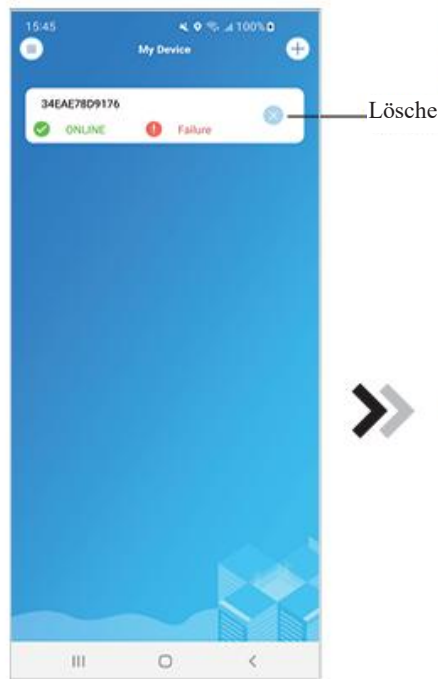 15:45 100%
My Device
34EAE78D9176
ONLINE Failure
Lösche